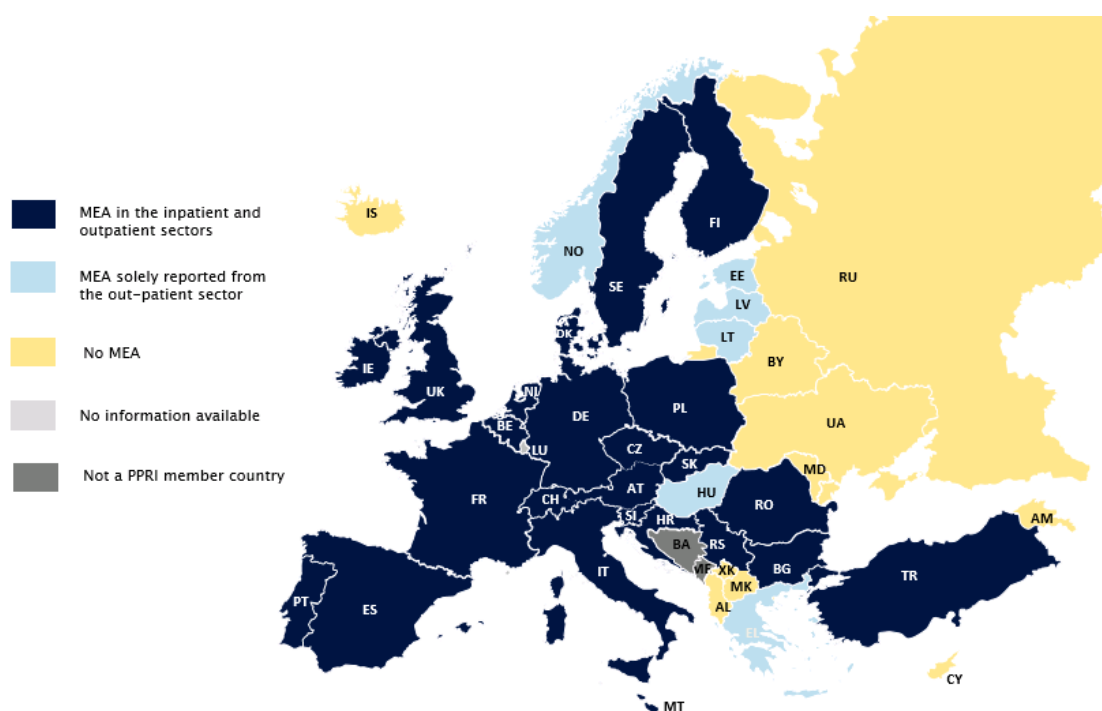 MEA in the inpatient and
outpatient sectors
MEA solely reported from
the out-patient sector
No MEA
No information available
Not a PPRI member country
IS
NO
SE
FI
EE
LV
LT
RU
DK
IE
UK
NL
BE
LU
DE
PL
BY
UA
CZ
SK
MD
FR
CH
AT
HU
RO
SI
HR
BA
RS
ME
XK
BG
MK
AL
IT
PT
ES
EL
TR
AM
CY
MT